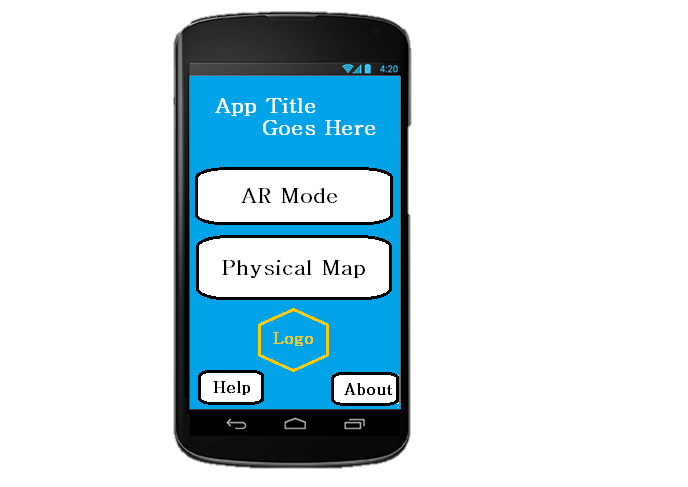 4:20
App Title
Goes Here
AR Mode
Physical Map
Logo
Help
About